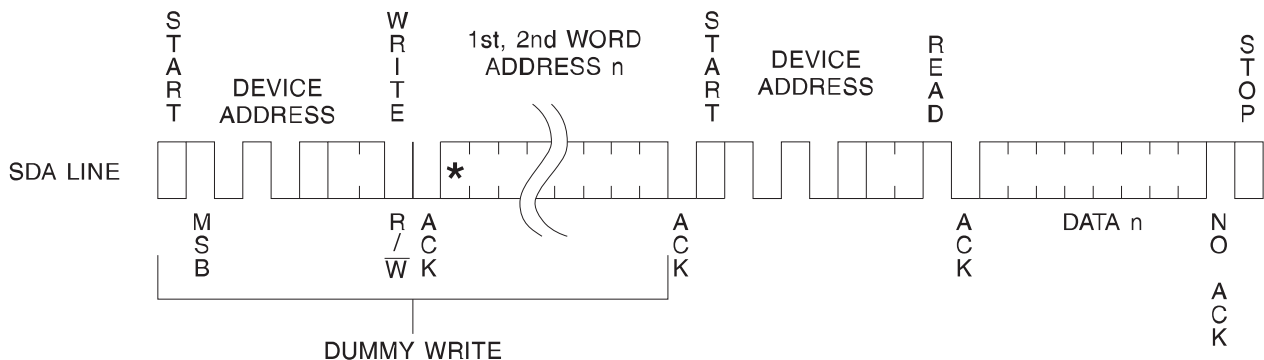 START
WRITE
1st, 2nd WORD
ADDRESS n
START
READ
STOP
DEVICE
ADDRESS
DEVICE
ADDRESS
SDA LINE
*
MSB
R/W
ACK
ACK
ACK
DATA n
NO ACK
DUMMY WRITE